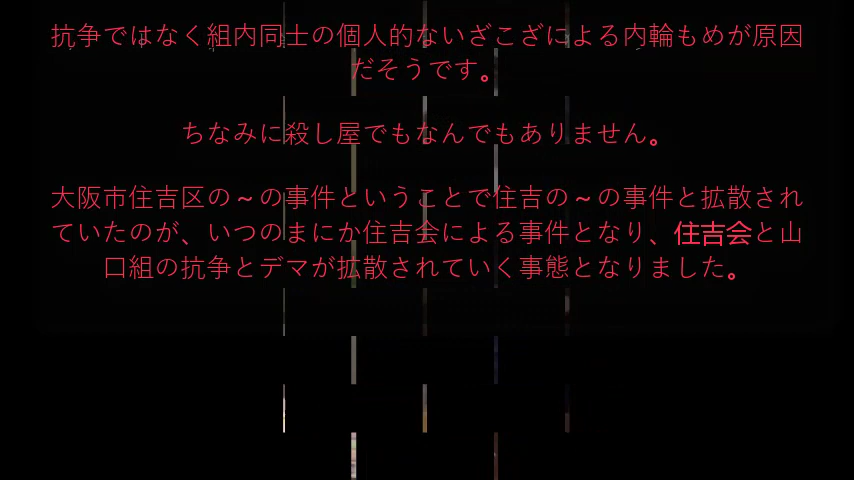 抗争ではなく組内同士の個人的ないざこざによる内輪もめが原因
だそうです。
ちなみに殺し屋でもなんでもありません。
大阪市住吉区の～の事件ということで住吉の～の事件と拡散され
ていたのが、いつのまにか住吉会による事件となり、住吉会と山
口組の抗争とデマが拡散されていく事態となりました。